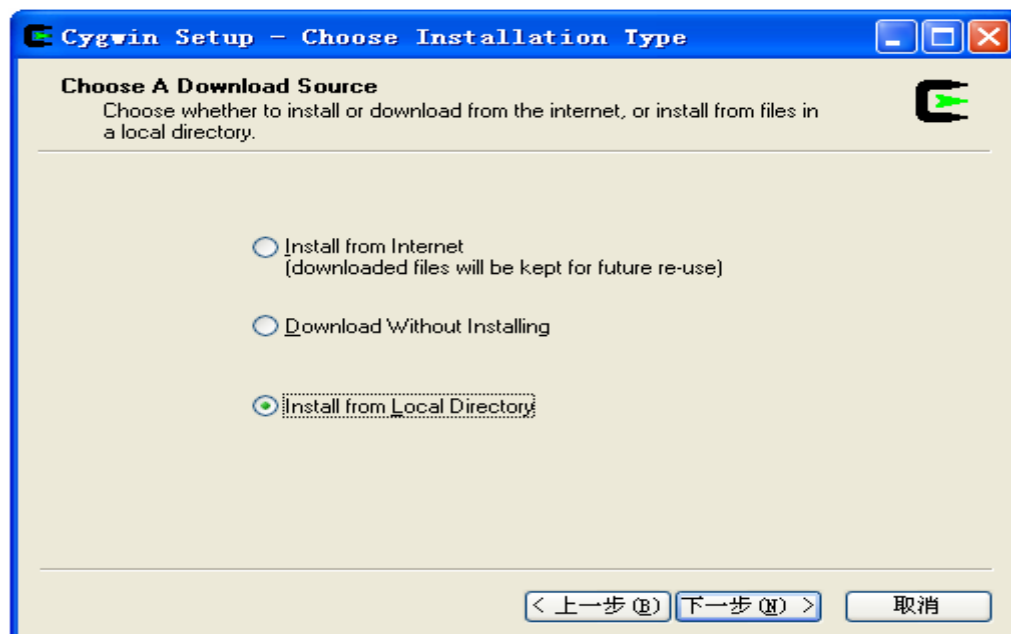 Cygwin Setup - Choose Installation Type
Choose A Download Source
Choose whether to install or download from the internet, or install from files in
a local directory.
Install from Internet
(downloaded files will be kept for future re-use)
Download Without Installing
Install from Local Directory
< 上一步(B) 下一步(N) > 取消